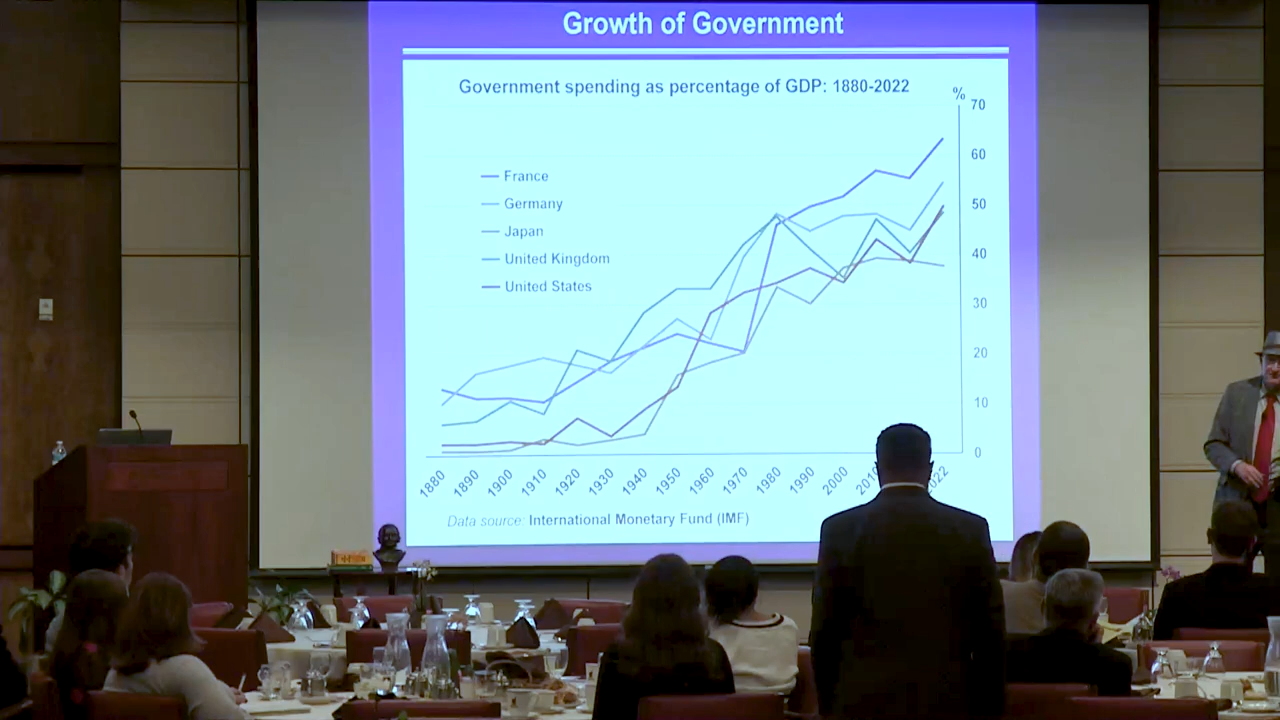 Growth of Government
Government spending as percentage of GDP: 1880-2022
%
70
60
50
40
30
20
10
0
France
Germany
Japan
United Kingdom
United States
1880 1890 1900 1910 1920 1930 1940 1950 1960 1970 1980 1990 2000 2010
Data source: International Monetary Fund (IMF)